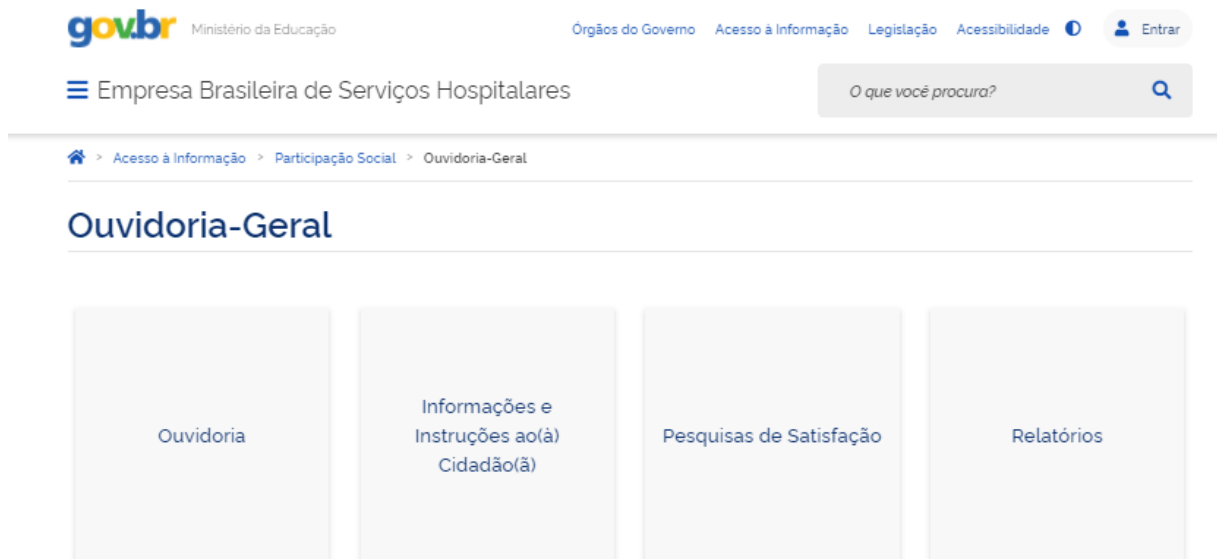 gov.br Ministério da Educação Órgãos do Governo Acesso à Informação Legislação Acessibilidade Entrar
Empresa Brasileira de Serviços Hospitalares O que você procura?
> Acesso à Informação > Participação Social > Ouvidoria-Geral
Ouvidoria-Geral
Ouvidoria
Informações e
Instruções ao(à)
Cidadão(ã)
Pesquisas de Satisfação
Relatórios